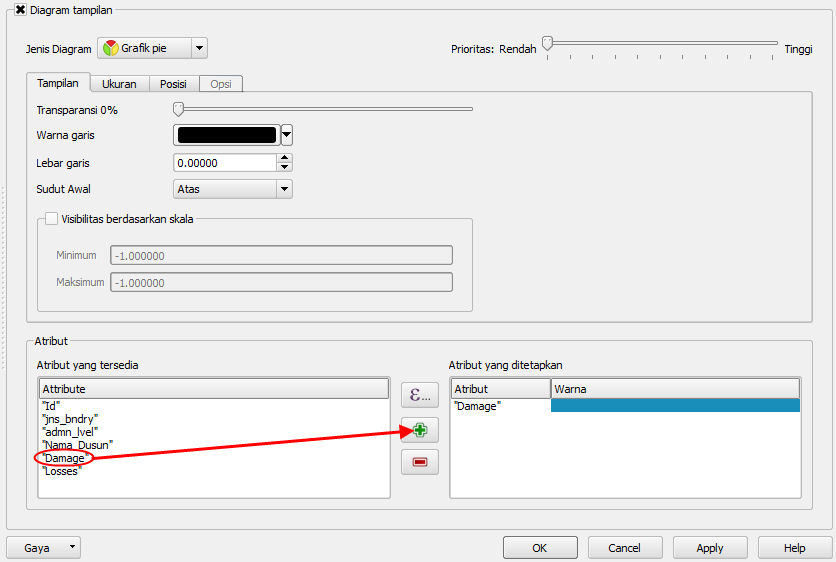 Diagram tampilan
Jenis Diagram Grafik pie Prioritas: Rendah Tinggi
Tampilan Ukuran Posisi Opsi
Transparansi 0%
Warna garis
Lebar garis 0.00000
Sudut Awal Atas
Visibilitas berdasarkan skala
Minimum -1.000000
Maksimum -1.000000
Atribut
Atribut yang tersedia
Attribute
"Id"
"jns_bndry"
"admn_lvel"
"Nama_Dusun"
"Damage"
"Losses"
ε...
Atribut yang ditetapkan
Atribut Warna
"Damage"
Gaya OK Cancel Apply Help